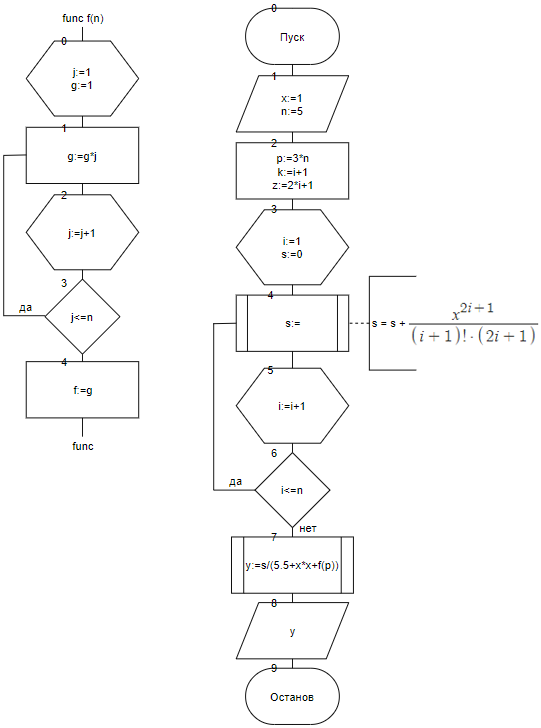 func f(n)
0
j:=1
g:=1
1
g:=g*j
2
j:=j+1
3
да
j<=n
4
f:=g
func
0
Пуск
1
x:=1
n:=5
2
p:=3*n
k:=i+1
z:=2*i+1
3
i:=1
s:=0
4
s:=
s = s + \frac{x^{2i+1}}{(i+1)!\cdot(2i+1)}
5
i:=i+1
6
да
i<=n
нет
7
y:=s/(5.5+x*x+f(p))
8
y
9
Останов